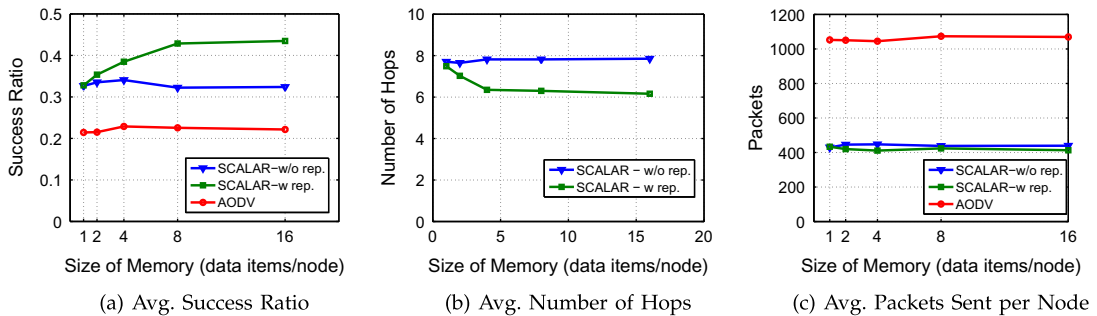 0.5
0.4
0.3
0.2
0.1
0
Success Ratio
SCALAR-w/o rep.
SCALAR-w rep.
AODV
1 2 4 8 16
Size of Memory (data items/node)
(a) Avg. Success Ratio
10
8
6
4
2
0
Number of Hops
SCALAR - w/o rep.
SCALAR - w rep.
0 5 10 15 20
Size of Memory (data items/node)
(b) Avg. Number of Hops
1200
1000
800
600
400
200
0
Packets
SCALAR-w/o rep.
SCALAR-w rep.
AODV
1 2 4 8 16
Size of Memory (data items/node)
(c) Avg. Packets Sent per Node